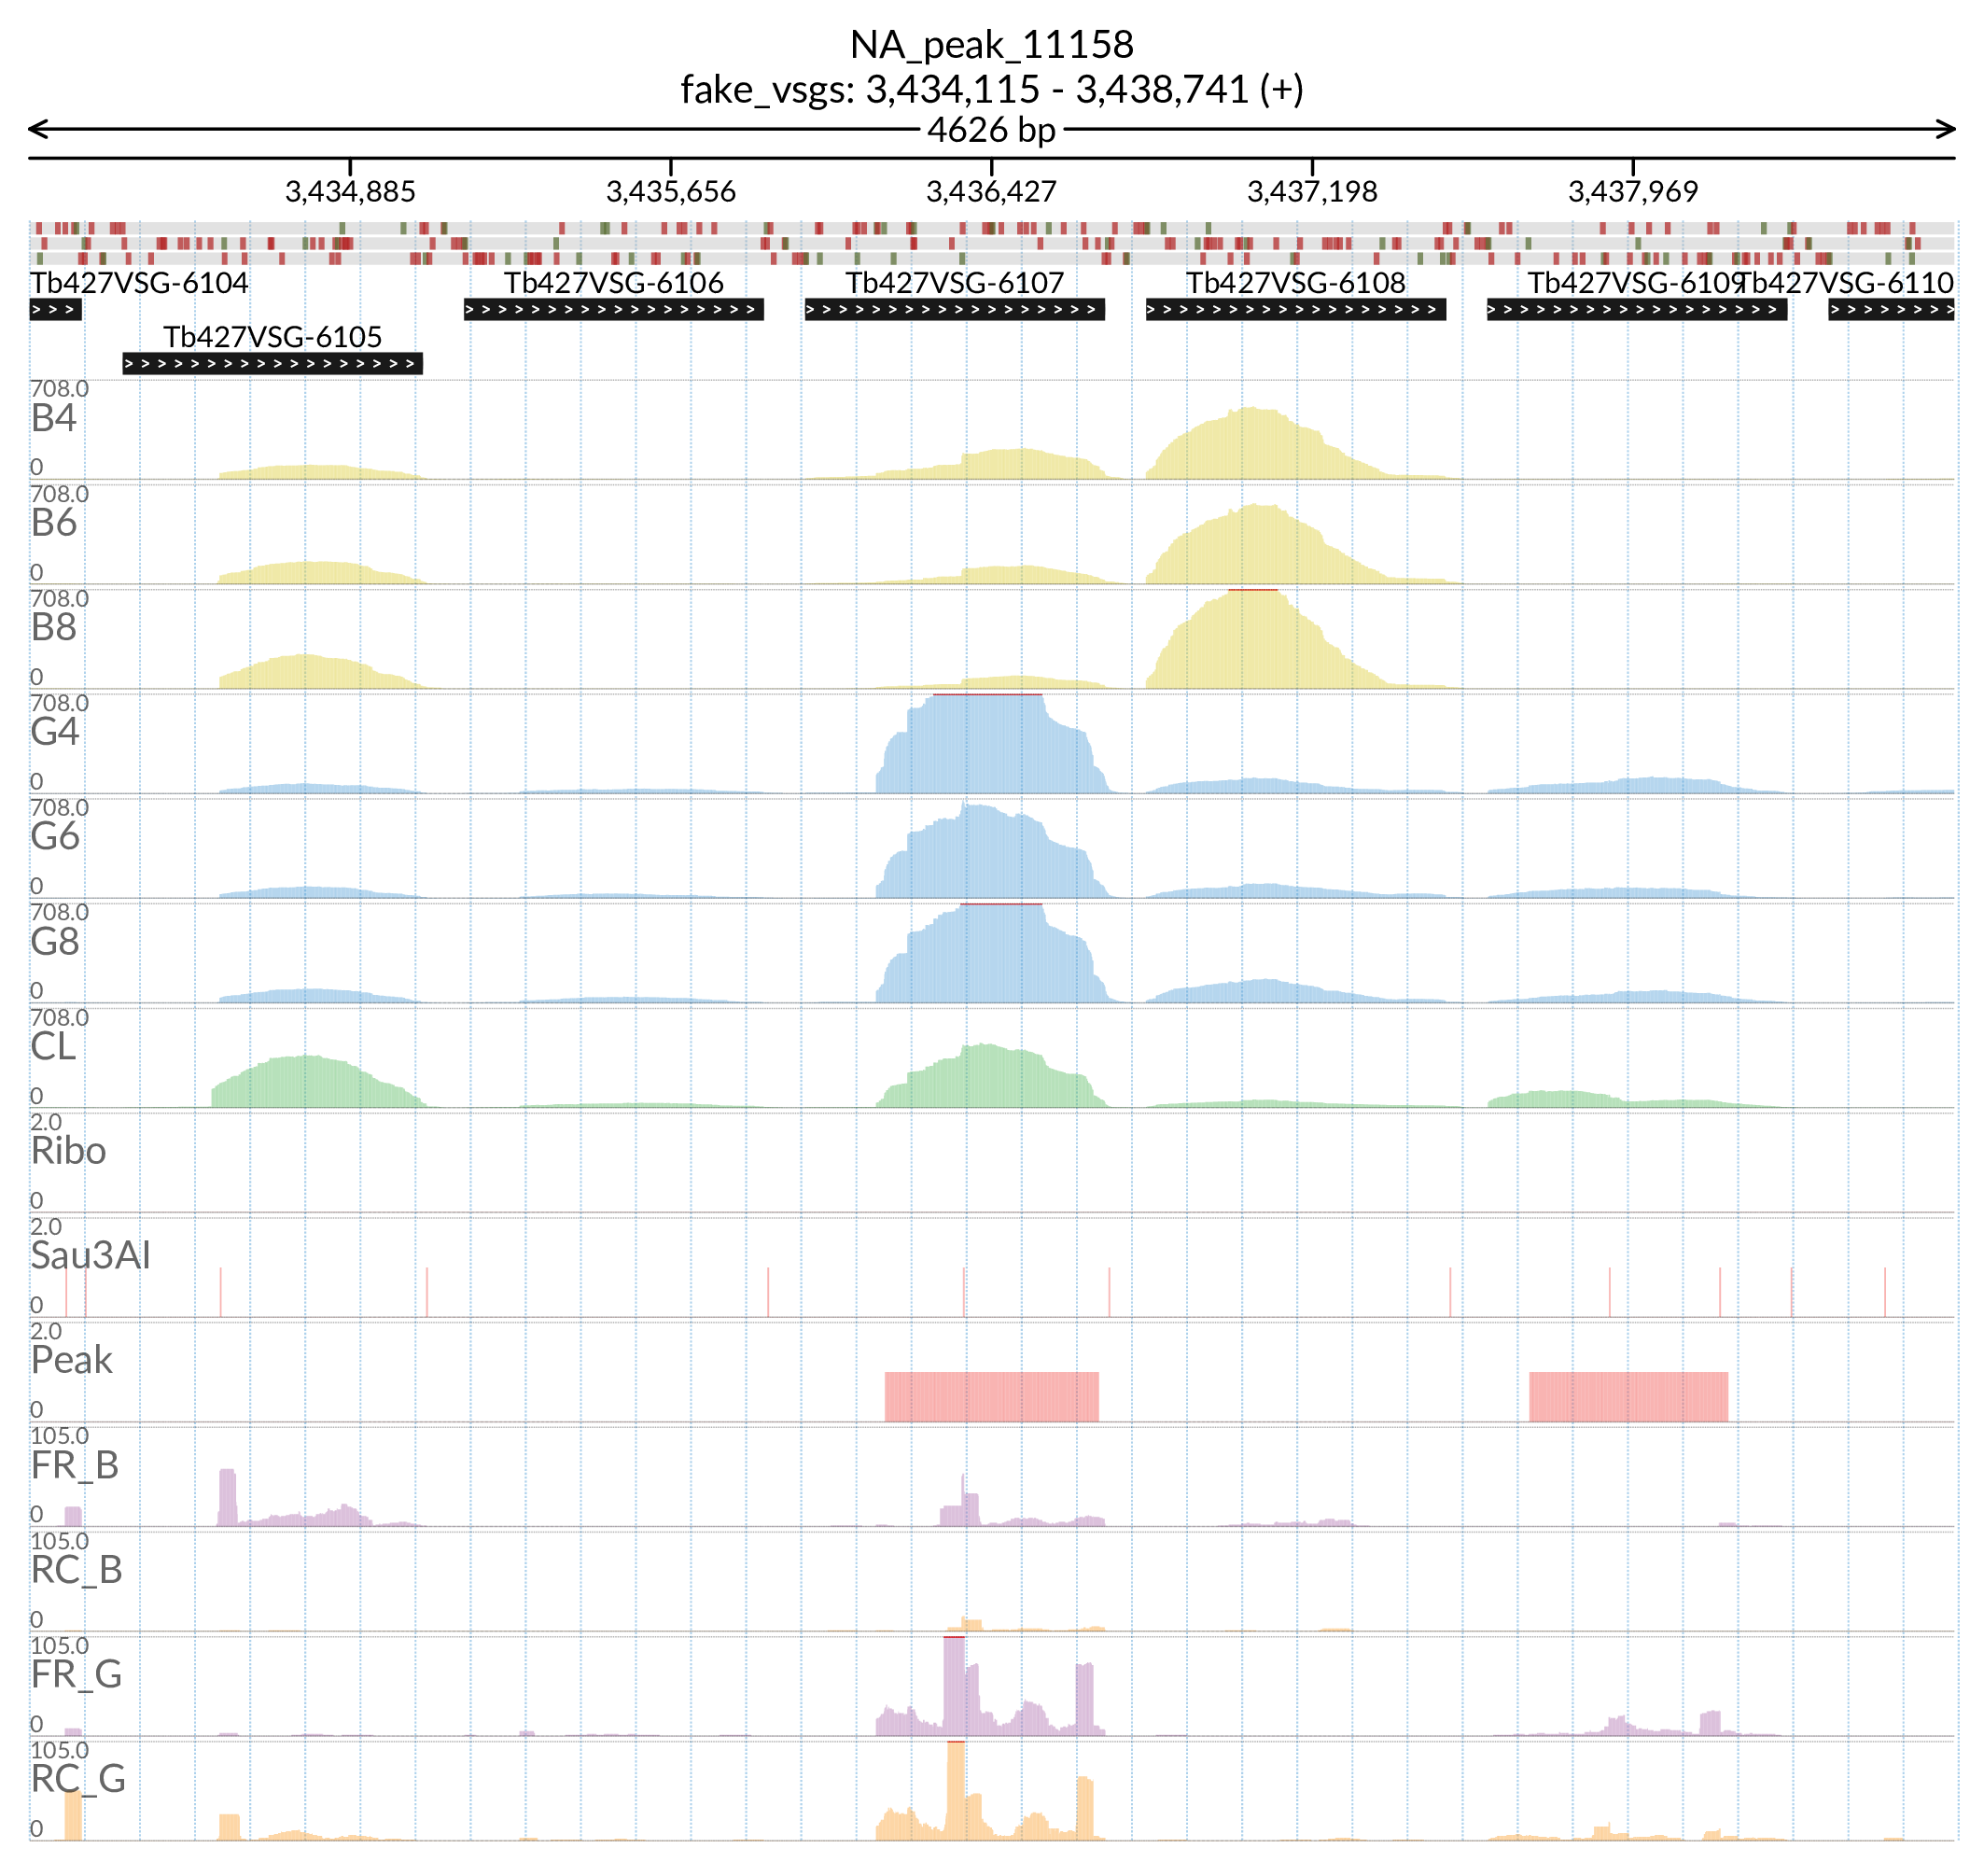 NA_peak_11158
fake_vsgs: 3,434,115 - 3,438,741 (+)
4626 bp
3,434,885 3,435,656 3,436,427 3,437,198 3,437,969
Tb427VSG-6104 Tb427VSG-6106 Tb427VSG-6107 Tb427VSG-6108 Tb427VSG-6109 Tb427VSG-6110
Tb427VSG-6105
708.0
B4
0
708.0
B6
0
708.0
B8
0
708.0
G4
0
708.0
G6
0
708.0
G8
0
708.0
CL
0
2.0
Ribo
0
2.0
Sau3AI
0
2.0
Peak
0
105.0
FR_B
0
105.0
RC_B
0
105.0
FR_G
0
105.0
RC_G
0